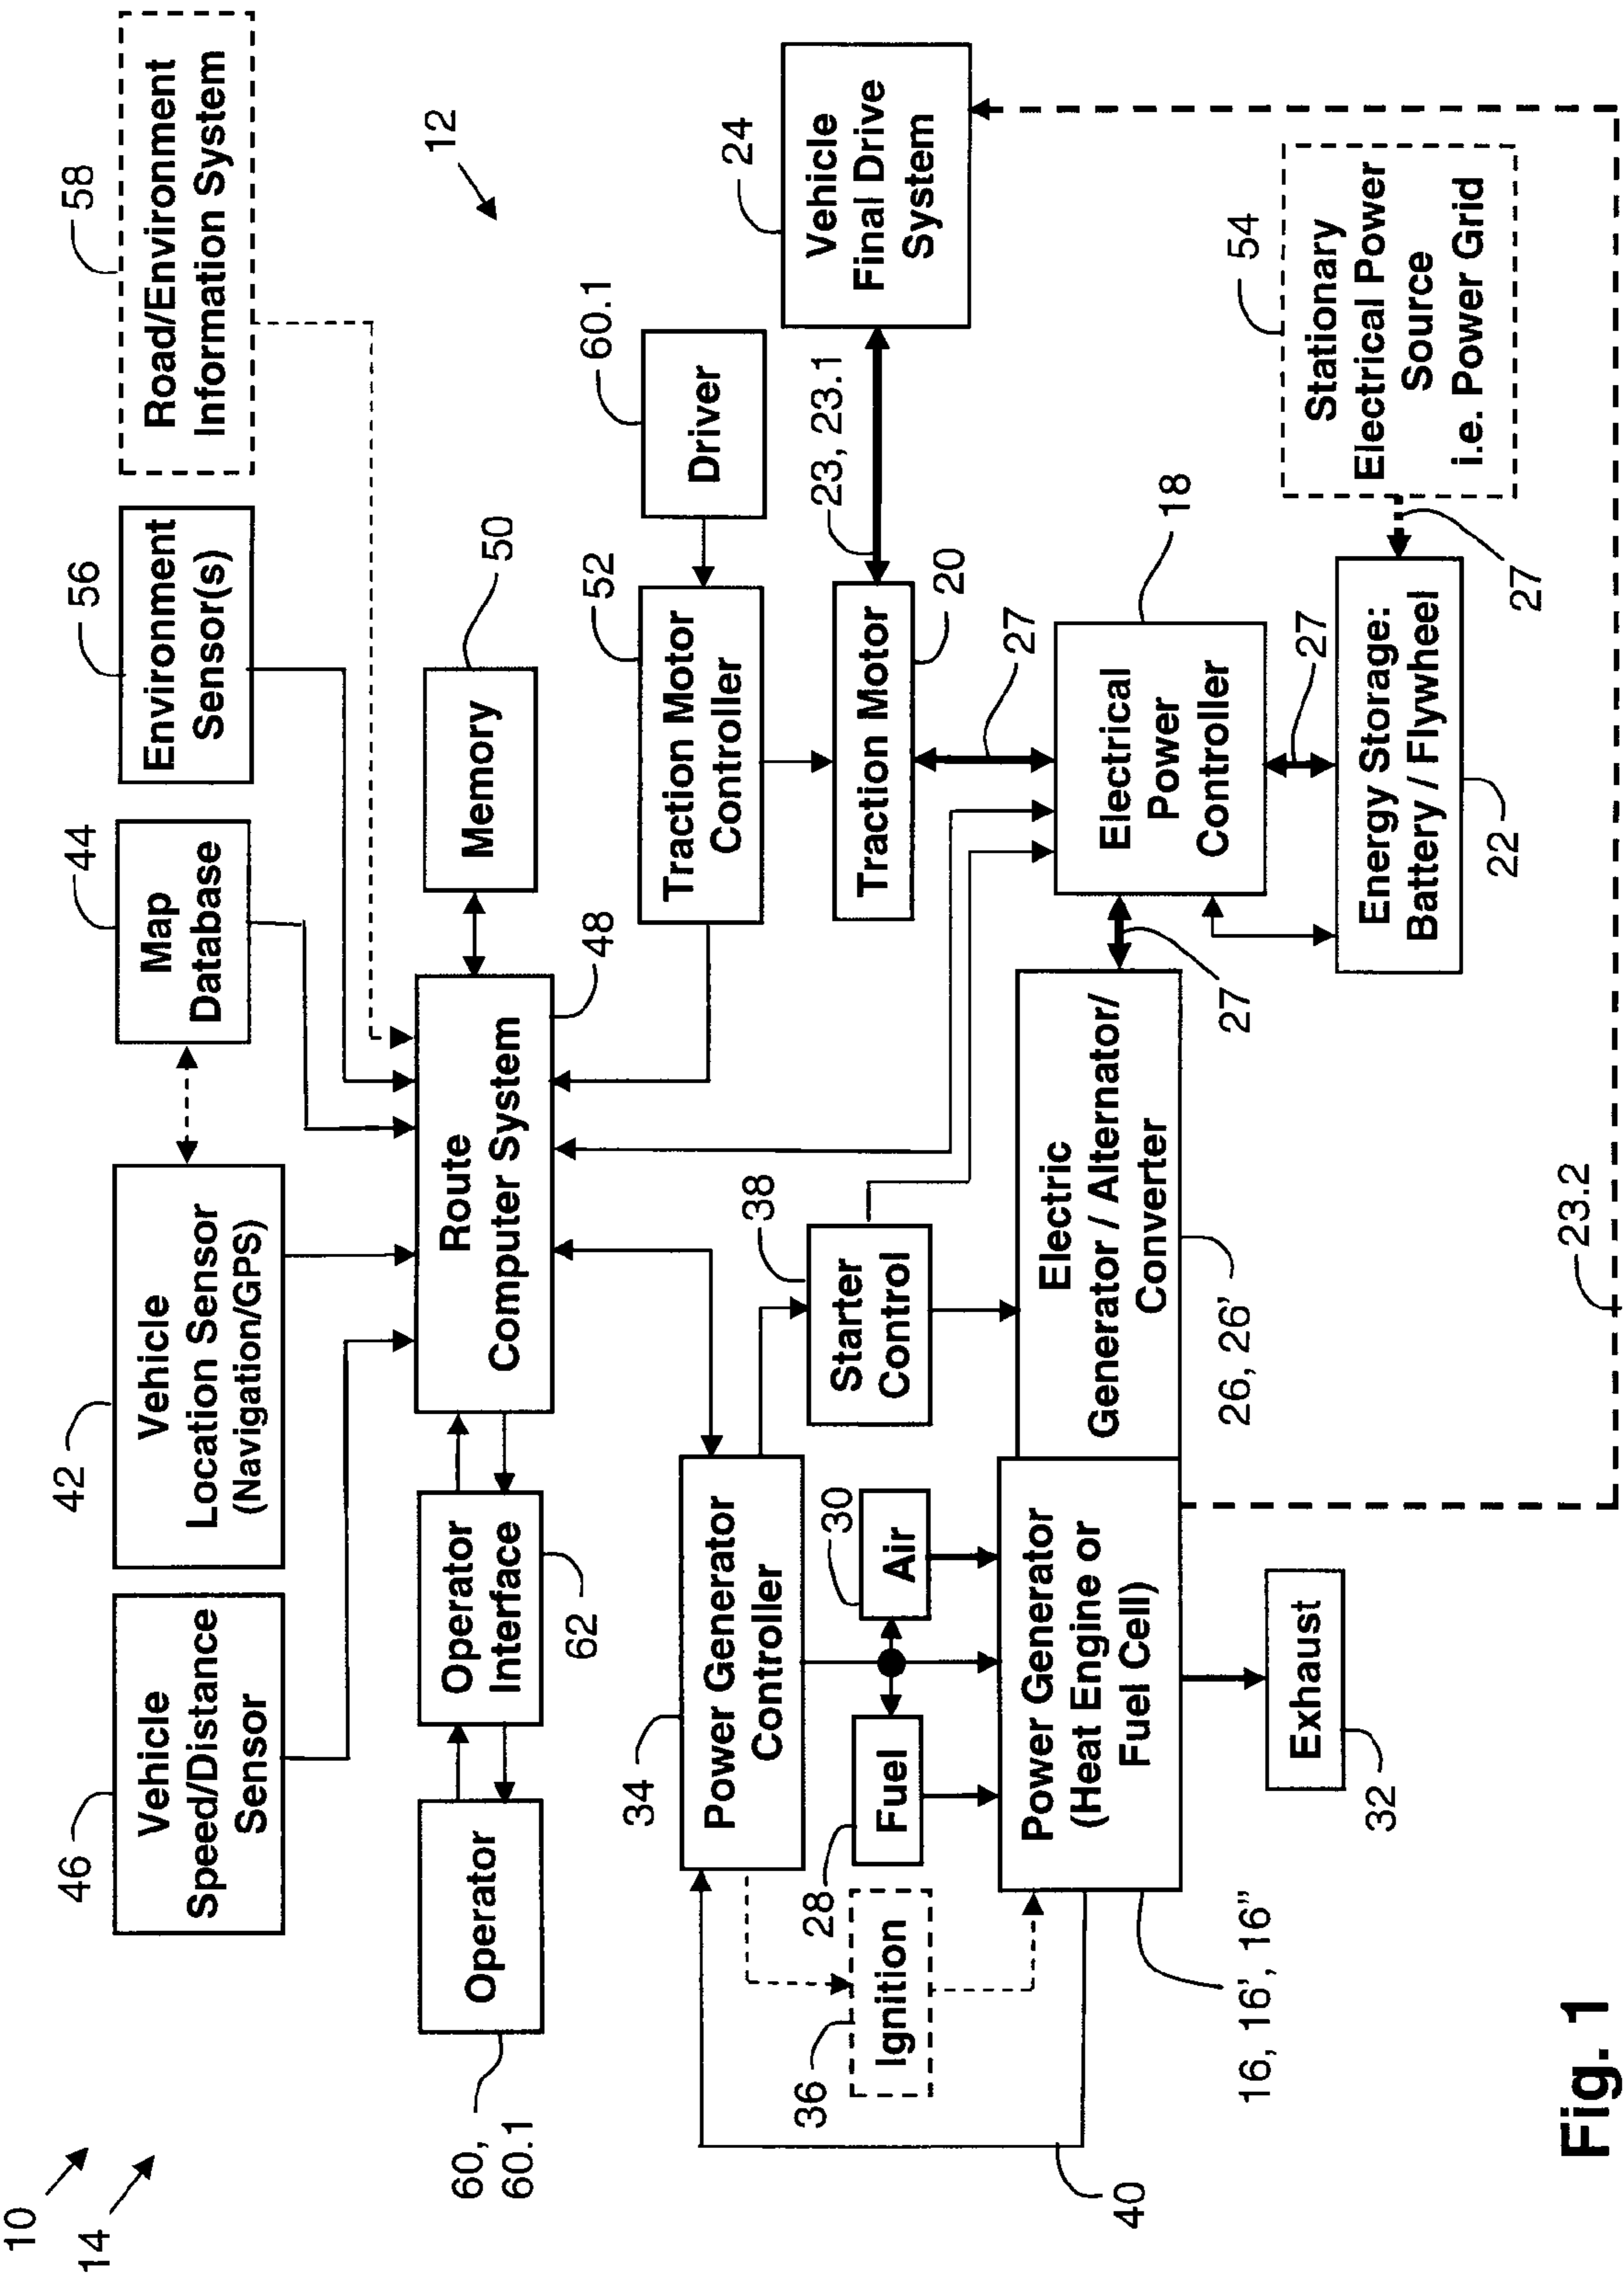 10
14
12
46
Vehicle
Speed/Distance
Sensor
42
Vehicle
Location Sensor
(Navigation/GPS)
44
Map
Database
56
Environment
Sensor(s)
58
Road/Environment
Information System
60,
60.1
Operator
Operator
Interface
62
Route
Computer System
48
Memory
50
34
Power Generator
Controller
38
Starter
Control
52
Traction Motor
Controller
60.1
Driver
36
Ignition
28
Fuel
30
Air
Traction Motor
20
23, 23.1
24
Vehicle
Final Drive
System
40
16, 16’, 16”
Power Generator
(Heat Engine or
Fuel Cell)
Electric
Generator / Alternator/
Converter
26, 26’
27
27
Electrical
Power
Controller
18
27
32
Exhaust
22
Energy Storage:
Battery / Flywheel
27
54
Stationary
Electrical Power
Source
i.e. Power Grid
23.2
Fig. 1